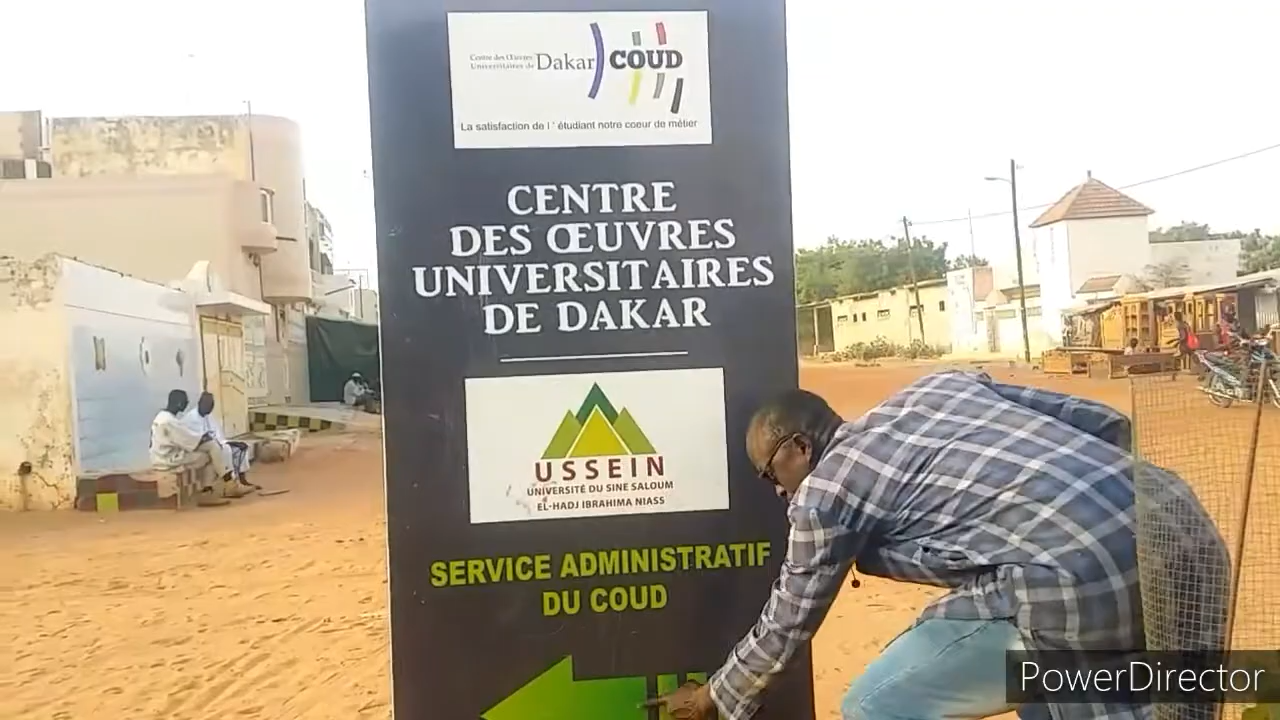 Centre des Œuvres
Universitaires de Dakar
COUD
La satisfaction de l ' étudiant notre coeur de métier
CENTRE
DES ŒUVRES
UNIVERSITAIRES
DE DAKAR
USSEIN
UNIVERSITÉ DU SINE SALOUM
EL-HADJ IBRAHIMA NIASS
SERVICE ADMINISTRATIF
DU COUD
PowerDirector